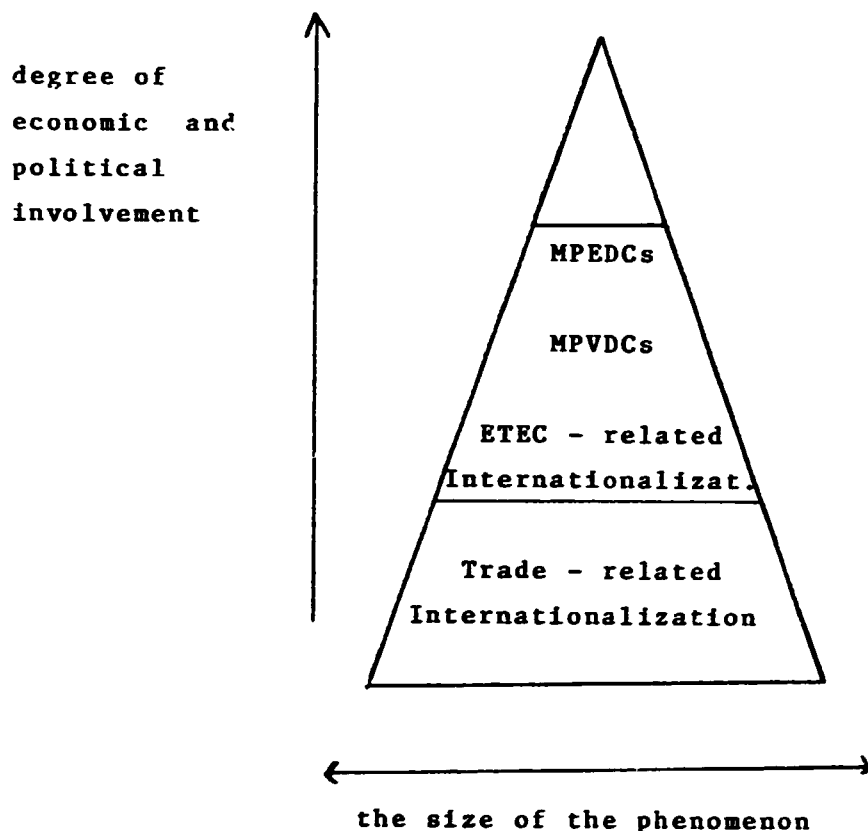 degree of
economic and
political
involvement
MPEDCs
MPVDCs
ETEC - related
Internationalizat.
Trade - related
Internationalization
the size of the phenomenon